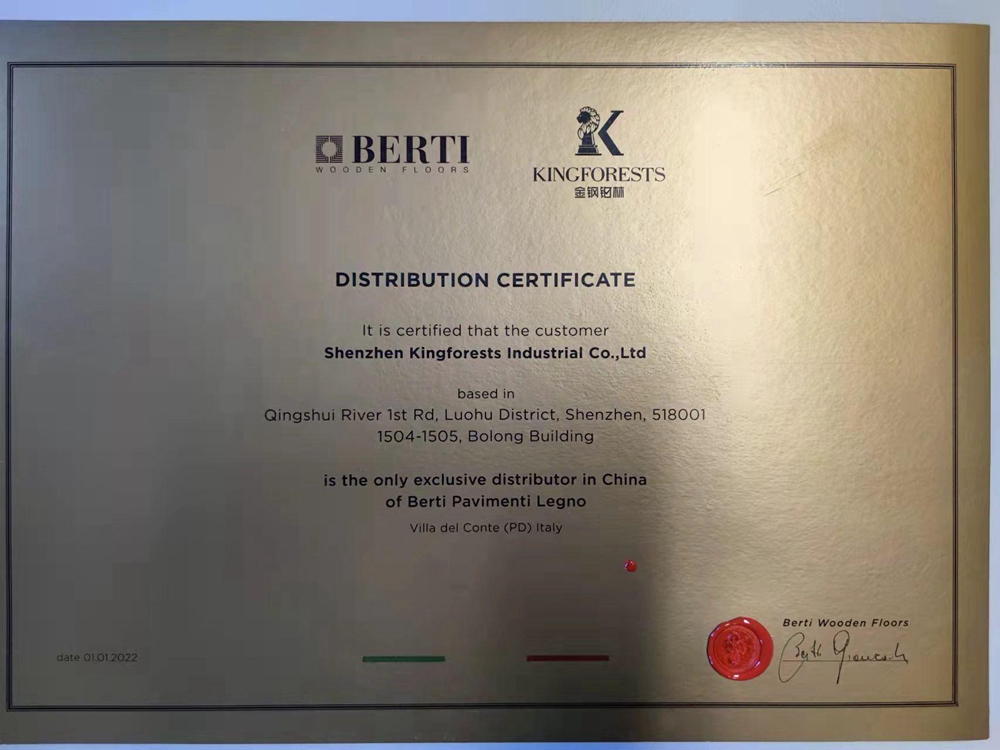 BERTI
WOODEN FLOORS
K
KINGFORESTS
金钢铭林
DISTRIBUTION CERTIFICATE
It is certified that the customer
Shenzhen Kingforests Industrial Co.,Ltd
based in
Qingshui River 1st Rd, Luohu District, Shenzhen, 518001
1504-1505, Bolong Building
is the only exclusive distributor in China
of Berti Pavimenti Legno
Villa del Conte (PD) Italy
Berti Wooden Floors
date 01.01.2022